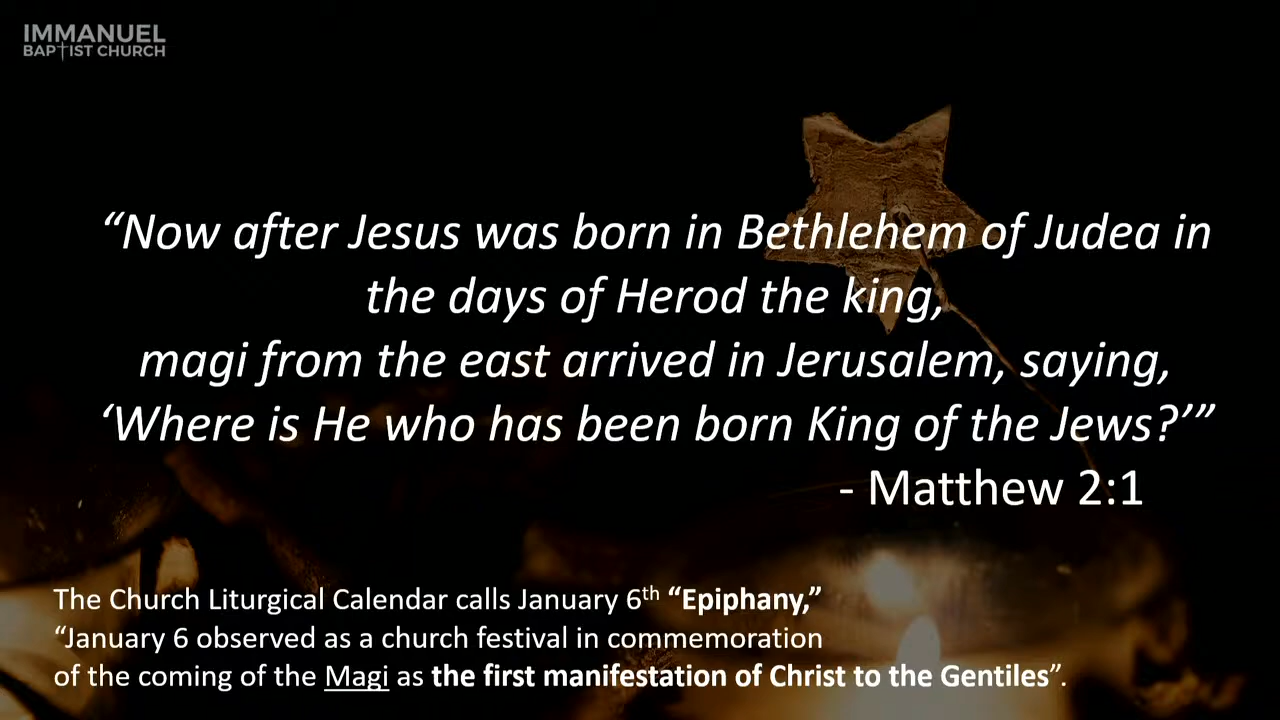 IMMANUEL
BAPTIST CHURCH
“Now after Jesus was born in Bethlehem of Judea in
the days of Herod the king,
magi from the east arrived in Jerusalem, saying,
‘Where is He who has been born King of the Jews?’”
- Matthew 2:1
The Church Liturgical Calendar calls January 6th “Epiphany,”
“January 6 observed as a church festival in commemoration
of the coming of the Magi as the first manifestation of Christ to the Gentiles”.